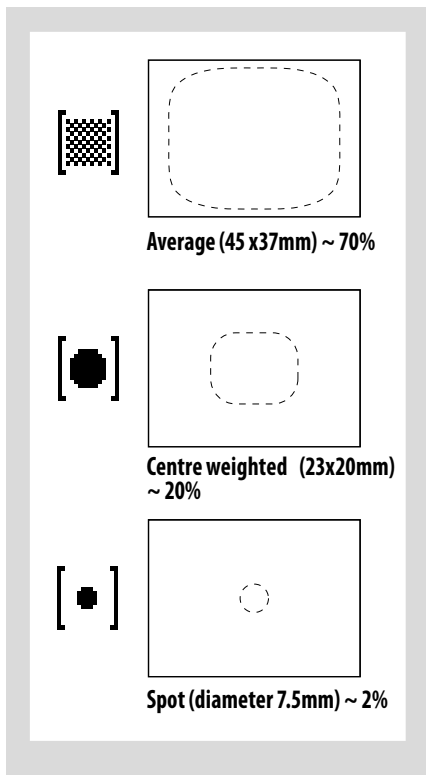 Average (45 x37mm) ~ 70%
Centre weighted (23x20mm)
~ 20%
Spot (diameter 7.5mm) ~ 2%